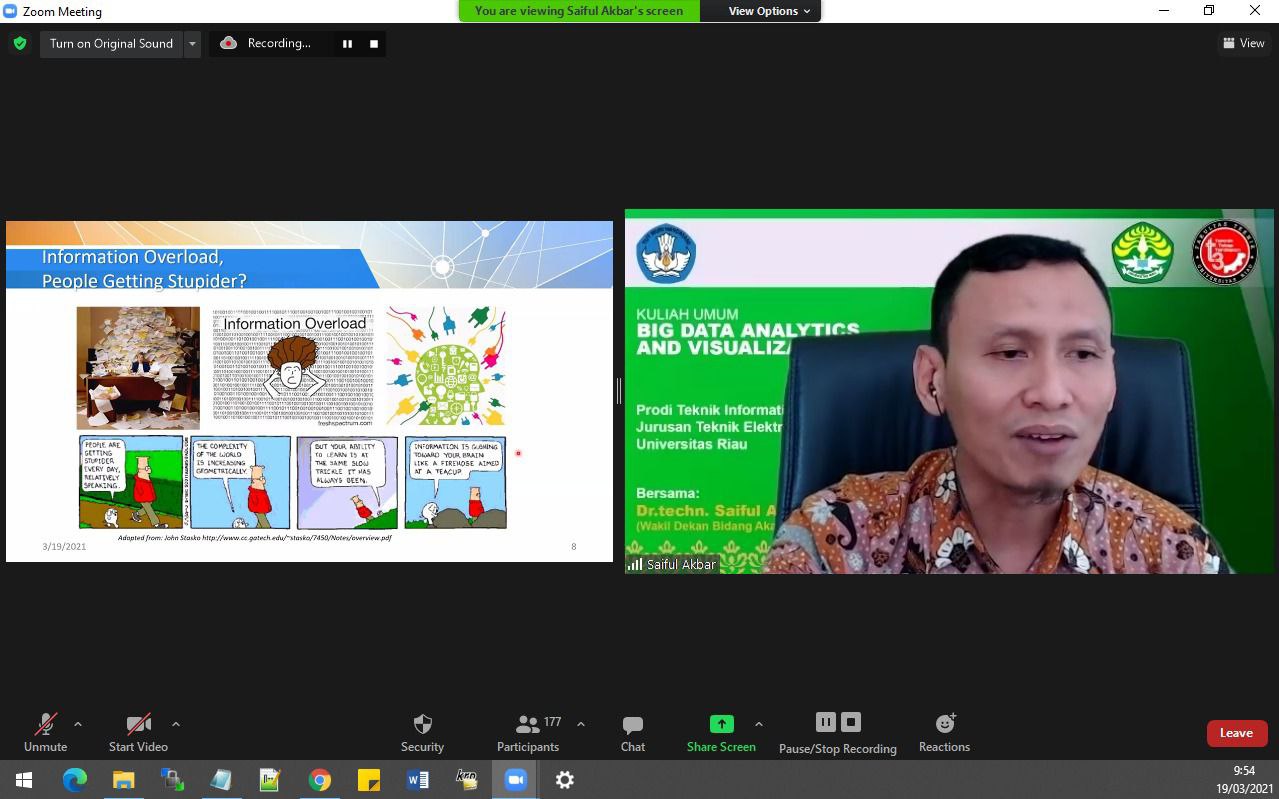 Zoom Meeting
You are viewing Saiful Akbar's screen
View Options
Turn on Original Sound
Recording...
View
Information Overload,
People Getting Stupider?
Information Overload
freshspectrum.com
PEOPLE ARE
GETTING
STUPIDER
EVERY DAY,
RELATIVELY
SPEAKING.
THE COMPLEXITY
OF THE WORLD
IS INCREASING
GEOMETRICALLY.
BUT YOUR ABILITY
TO LEARN IS AT
THE SAME SLOW
TRICKLE IT HAS
ALWAYS BEEN.
INFORMATION IS GUSHING
TOWARD YOUR BRAIN
LIKE A FIREHOSE AIMED
AT A TEACUP.
Adapted from: John Stasko http://www.cc.gatech.edu/~stasko/7450/Notes/overview.pdf
3/19/2021
8
KULIAH UMUM
BIG DATA ANALYTICS
AND VISUALIZA
Prodi Teknik Informati
Jurusan Teknik Elektr
Universitas Riau
Bersama:
Dr.techn. Saiful A
(Wakil Dekan Bidang Aka
FAKULTAS TEKNIK
UNIVERSITAS RIAU
Saiful Akbar
Unmute
Start Video
Security
177
Participants
Chat
Share Screen
Pause/Stop Recording
Reactions
Leave
9:54
19/03/2021